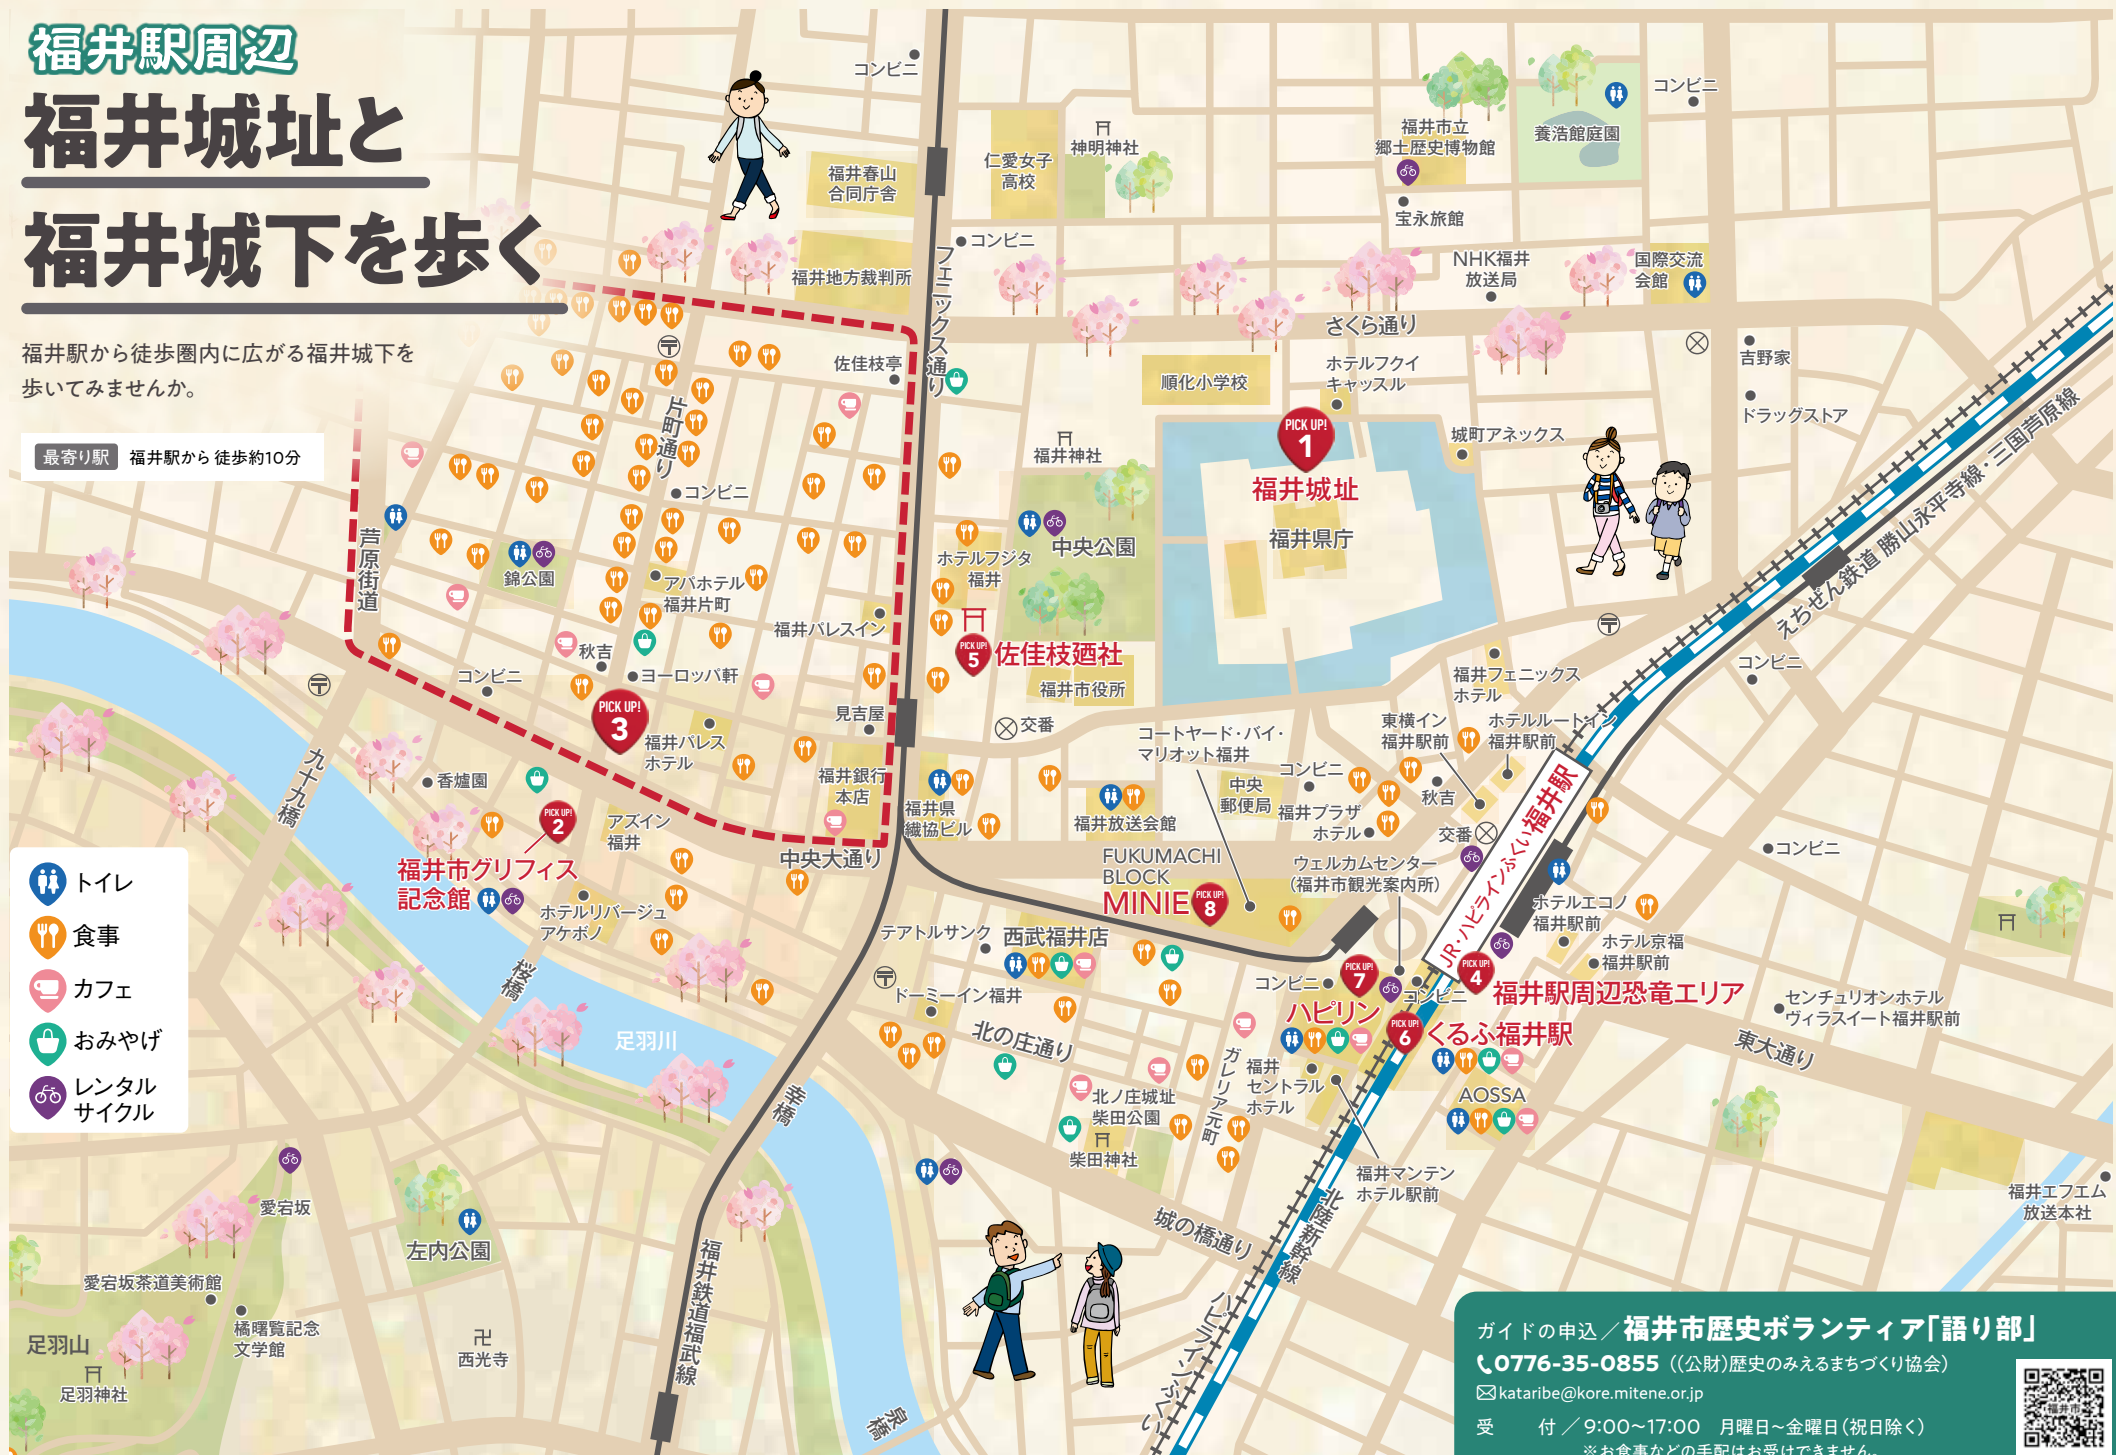 福井駅周辺
福井城址と
福井城下を歩く
福井駅から徒歩圏内に広がる福井城下を
歩いてみませんか。
最寄り駅 福井駅から徒歩約10分
コンビニ
福井春山
合同庁舎
仁愛女子
高校
神明神社
福井市立
郷土歴史博物館
養浩館庭園
コンビニ
宝永旅館
福井地方裁判所
コンビニ
フェニックス通り
NHK福井
放送局
国際交流
会館
さくら通り
佐佳枝亭
順化小学校
ホテルフクイ
キャッスル
吉野家
ドラッグストア
片町通り
コンビニ
福井神社
PICK UP!
1
福井城址
城町アネックス
福井県庁
中央公園
ホテルフジタ
福井
芦原街道
錦公園
アパホテル
福井片町
福井パレスイン
えちぜん鉄道 勝山永平寺線・三国芦原線
PICK UP!
5
佐佳枝廼社
福井市役所
秋吉
コンビニ
ヨーロッパ軒
PICK UP!
3
福井パレス
ホテル
見吉屋
交番
福井フェニックス
ホテル
コンビニ
東横イン
福井駅前
ホテルルートイン
福井駅前
コートヤード・バイ・
マリオット福井
九十九橋
香爐園
福井銀行
本店
福井県
繊協ビル
福井放送会館
中央
郵便局
コンビニ
福井プラザ
ホテル
秋吉
交番
PICK UP!
2
福井市グリフィス
記念館
アズイン
福井
中央大通り
JR・ハピラインふくい福井駅
コンビニ
トイレ
食事
カフェ
おみやげ
レンタル
サイクル
ホテルリバージュ
アケボノ
FUKUMACHI
BLOCK
MINIE
PICK UP!
8
ウェルカムセンター
(福井市観光案内所)
ホテルエコノ
福井駅前
ホテル京福
福井駅前
桜橋
テアトルサンク
西武福井店
コンビニ
PICK UP!
7
ハピリン
コンビニ
PICK UP!
4
福井駅周辺恐竜エリア
センチュリオンホテル
ヴィラスイート福井駅前
ドーミーイン福井
足羽川
北の庄通り
PICK UP!
6
くるふ福井駅
東大通り
ガレリア元町
福井
セントラル
ホテル
AOSSA
幸橋
北ノ庄城址
柴田公園
柴田神社
福井マンテン
ホテル駅前
愛宕坂
左内公園
城の橋通り
北陸新幹線
福井エフエム
放送本社
愛宕坂茶道美術館
橘曙覧記念
文学館
足羽山
足羽神社
西光寺
福井鉄道福武線
ハピラインふくい
泉橋
ガイドの申込／福井市歴史ボランティア「語り部」
0776-35-0855 ((公財)歴史のみえるまちづくり協会)
kataribe@kore.mitene.or.jp
受 付／9:00〜17:00 月曜日〜金曜日(祝日除く)
※お食事などの手配はお受けできません。
福井市